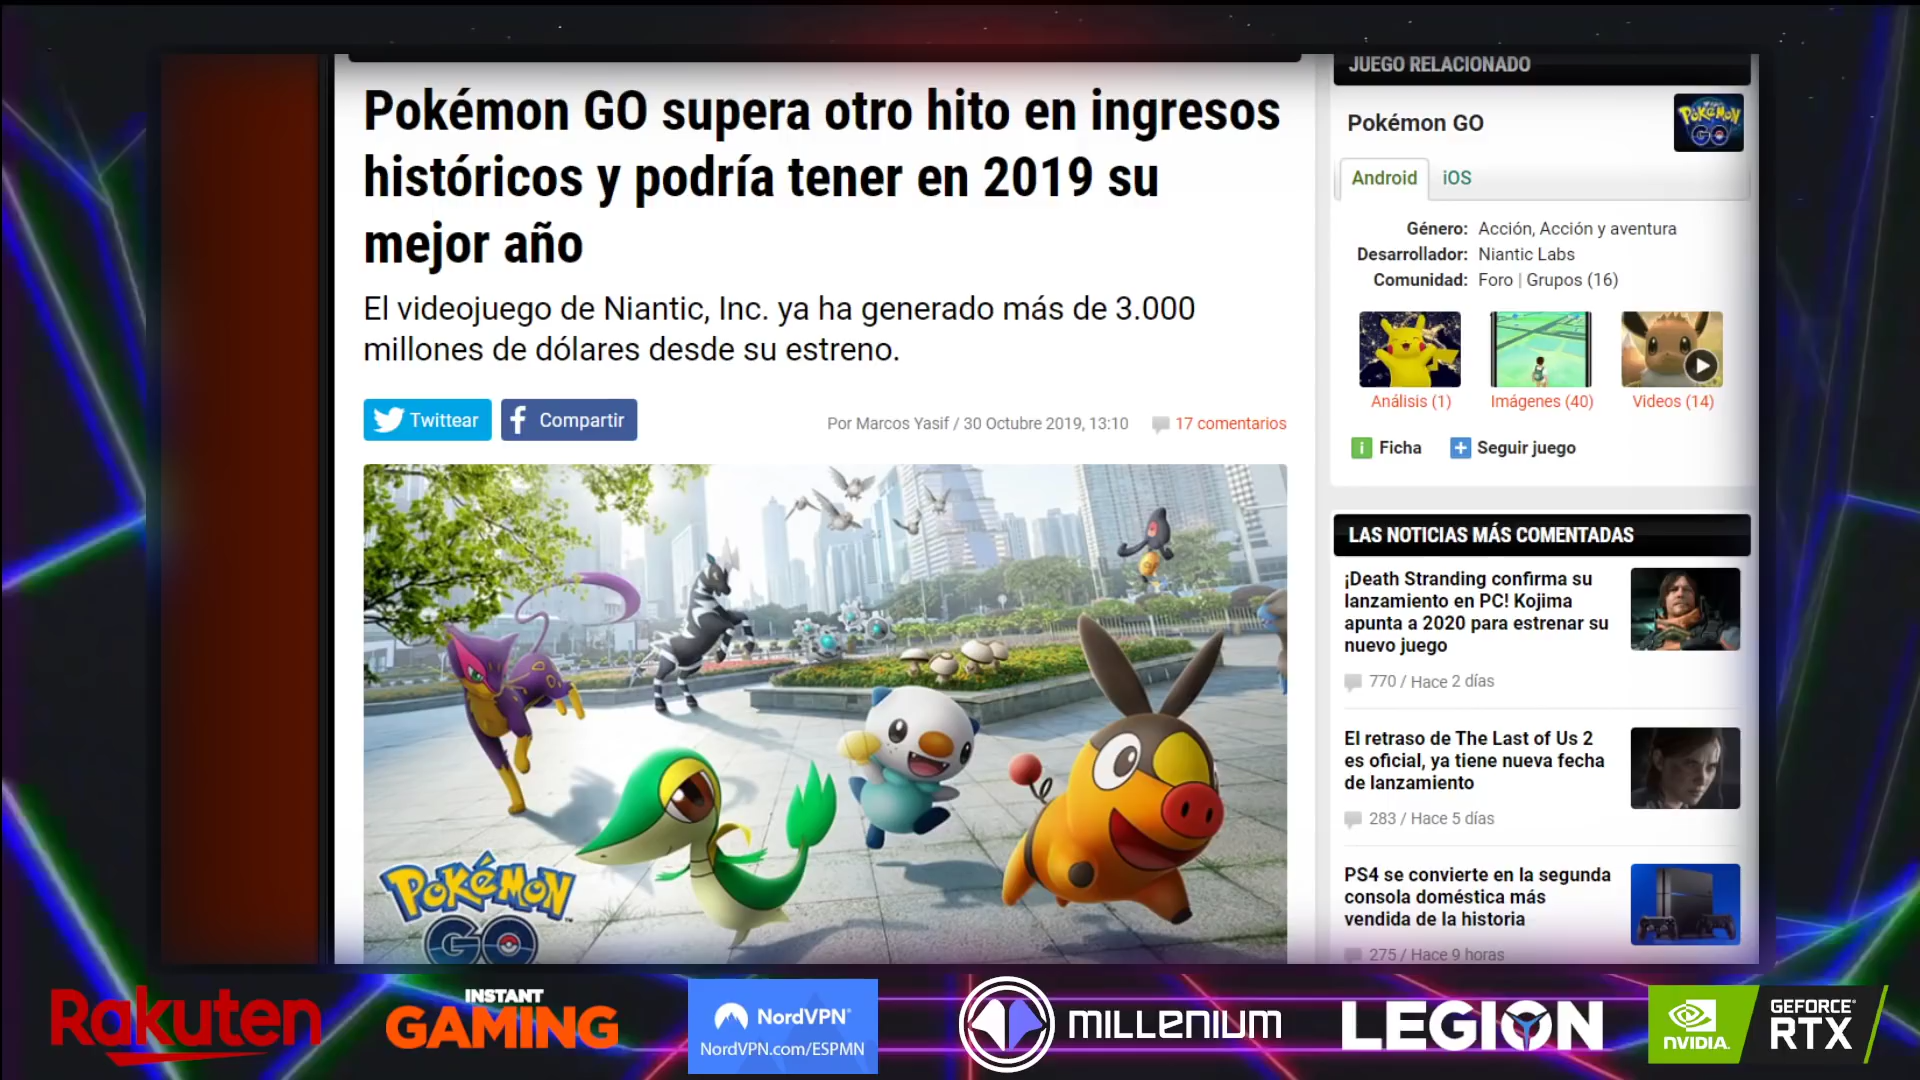 Pokémon GO supera otro hito en ingresos
históricos y podría tener en 2019 su
mejor año
El videojuego de Niantic, Inc. ya ha generado más de 3.000
millones de dólares desde su estreno.
Twittear
Compartir
Por Marcos Yasif / 30 Octubre 2019, 13:10
17 comentarios
POKéMON
GO
JUEGO RELACIONADO
Pokémon GO
POKéMON
GO
Android
iOS
Género: Acción, Acción y aventura
Desarrollador: Niantic Labs
Comunidad: Foro | Grupos (16)
Análisis (1)
Imágenes (40)
Videos (14)
i Ficha
+ Seguir juego
LAS NOTICIAS MÁS COMENTADAS
¡Death Stranding confirma su
lanzamiento en PC! Kojima
apunta a 2020 para estrenar su
nuevo juego
770 / Hace 2 días
El retraso de The Last of Us 2
es oficial, ya tiene nueva fecha
de lanzamiento
283 / Hace 5 días
PS4 se convierte en la segunda
consola doméstica más
vendida de la historia
275 / Hace 9 horas
Rakuten
INSTANT
GAMING
NordVPN
NordVPN.com/ESPMN
MILLENIUM
LEGION
NVIDIA.
GEFORCE
RTX